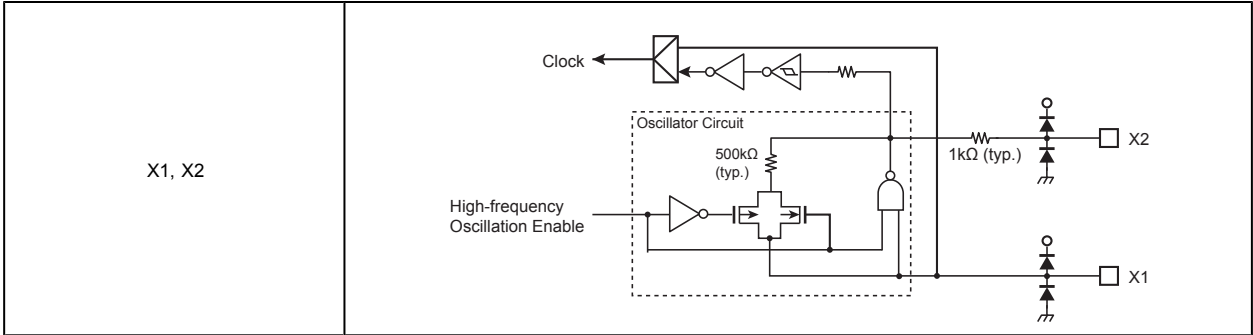 X1, X2
Clock
Oscillator Circuit
500kΩ
(typ.)
1kΩ (typ.)
X2
High-frequency
Oscillation Enable
X1